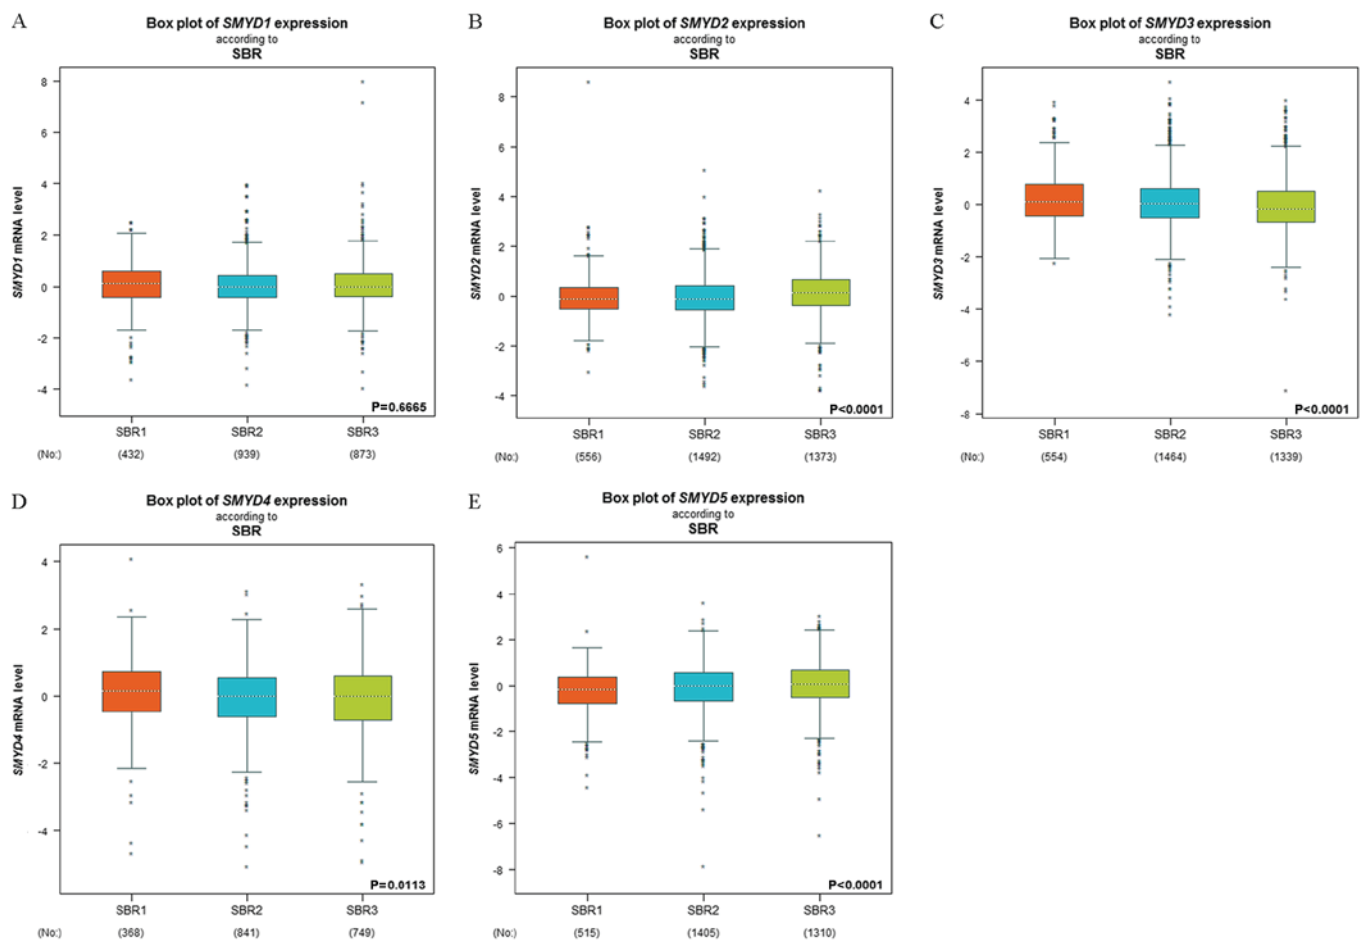 A
Box plot of SMYD1 expression
according to
SBR
SMYD1 mRNA level
8
6
4
2
0
-2
-4
P=0.6665
SBR1 SBR2 SBR3
(No:) (432) (939) (873)
B
Box plot of SMYD2 expression
according to
SBR
SMYD2 mRNA level
8
6
4
2
0
-2
-4
P<0.0001
SBR1 SBR2 SBR3
(No:) (556) (1492) (1373)
C
Box plot of SMYD3 expression
according to
SBR
SMYD3 mRNA level
4
2
0
-2
-4
-6
-8
P<0.0001
SBR1 SBR2 SBR3
(No:) (554) (1464) (1339)
D
Box plot of SMYD4 expression
according to
SBR
SMYD4 mRNA level
4
2
0
-2
-4
P=0.0113
SBR1 SBR2 SBR3
(No:) (368) (841) (749)
E
Box plot of SMYD5 expression
according to
SBR
SMYD5 mRNA level
6
4
2
0
-2
-4
-6
-8
P<0.0001
SBR1 SBR2 SBR3
(No:) (515) (1405) (1310)